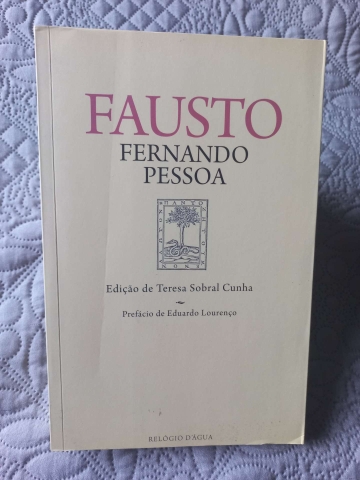 FAUSTO
FERNANDO
PESSOA
Edição de Teresa Sobral Cunha
Prefácio de Eduardo Lourenço
RELÓGIO D'ÁGUA